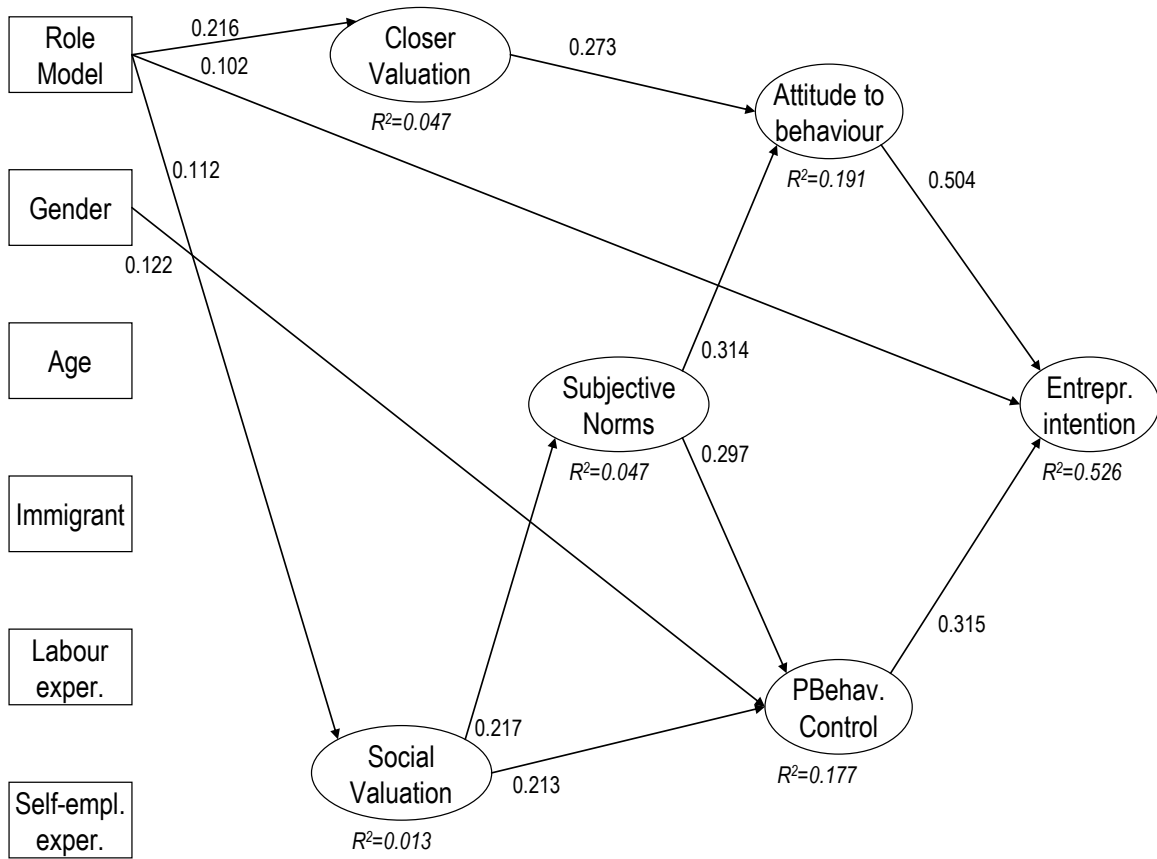 Role
Model
0.216
0.102
0.112
Closer
Valuation
R²=0.047
0.273
Attitude to
behaviour
R²=0.191
0.504
Gender
0.122
Age
0.314
Subjective
Norms
R²=0.047
0.297
Entrepr.
intention
R²=0.526
Immigrant
0.315
Labour
exper.
PBehav.
Control
R²=0.177
0.217
0.213
Social
Valuation
R²=0.013
Self-empl.
exper.